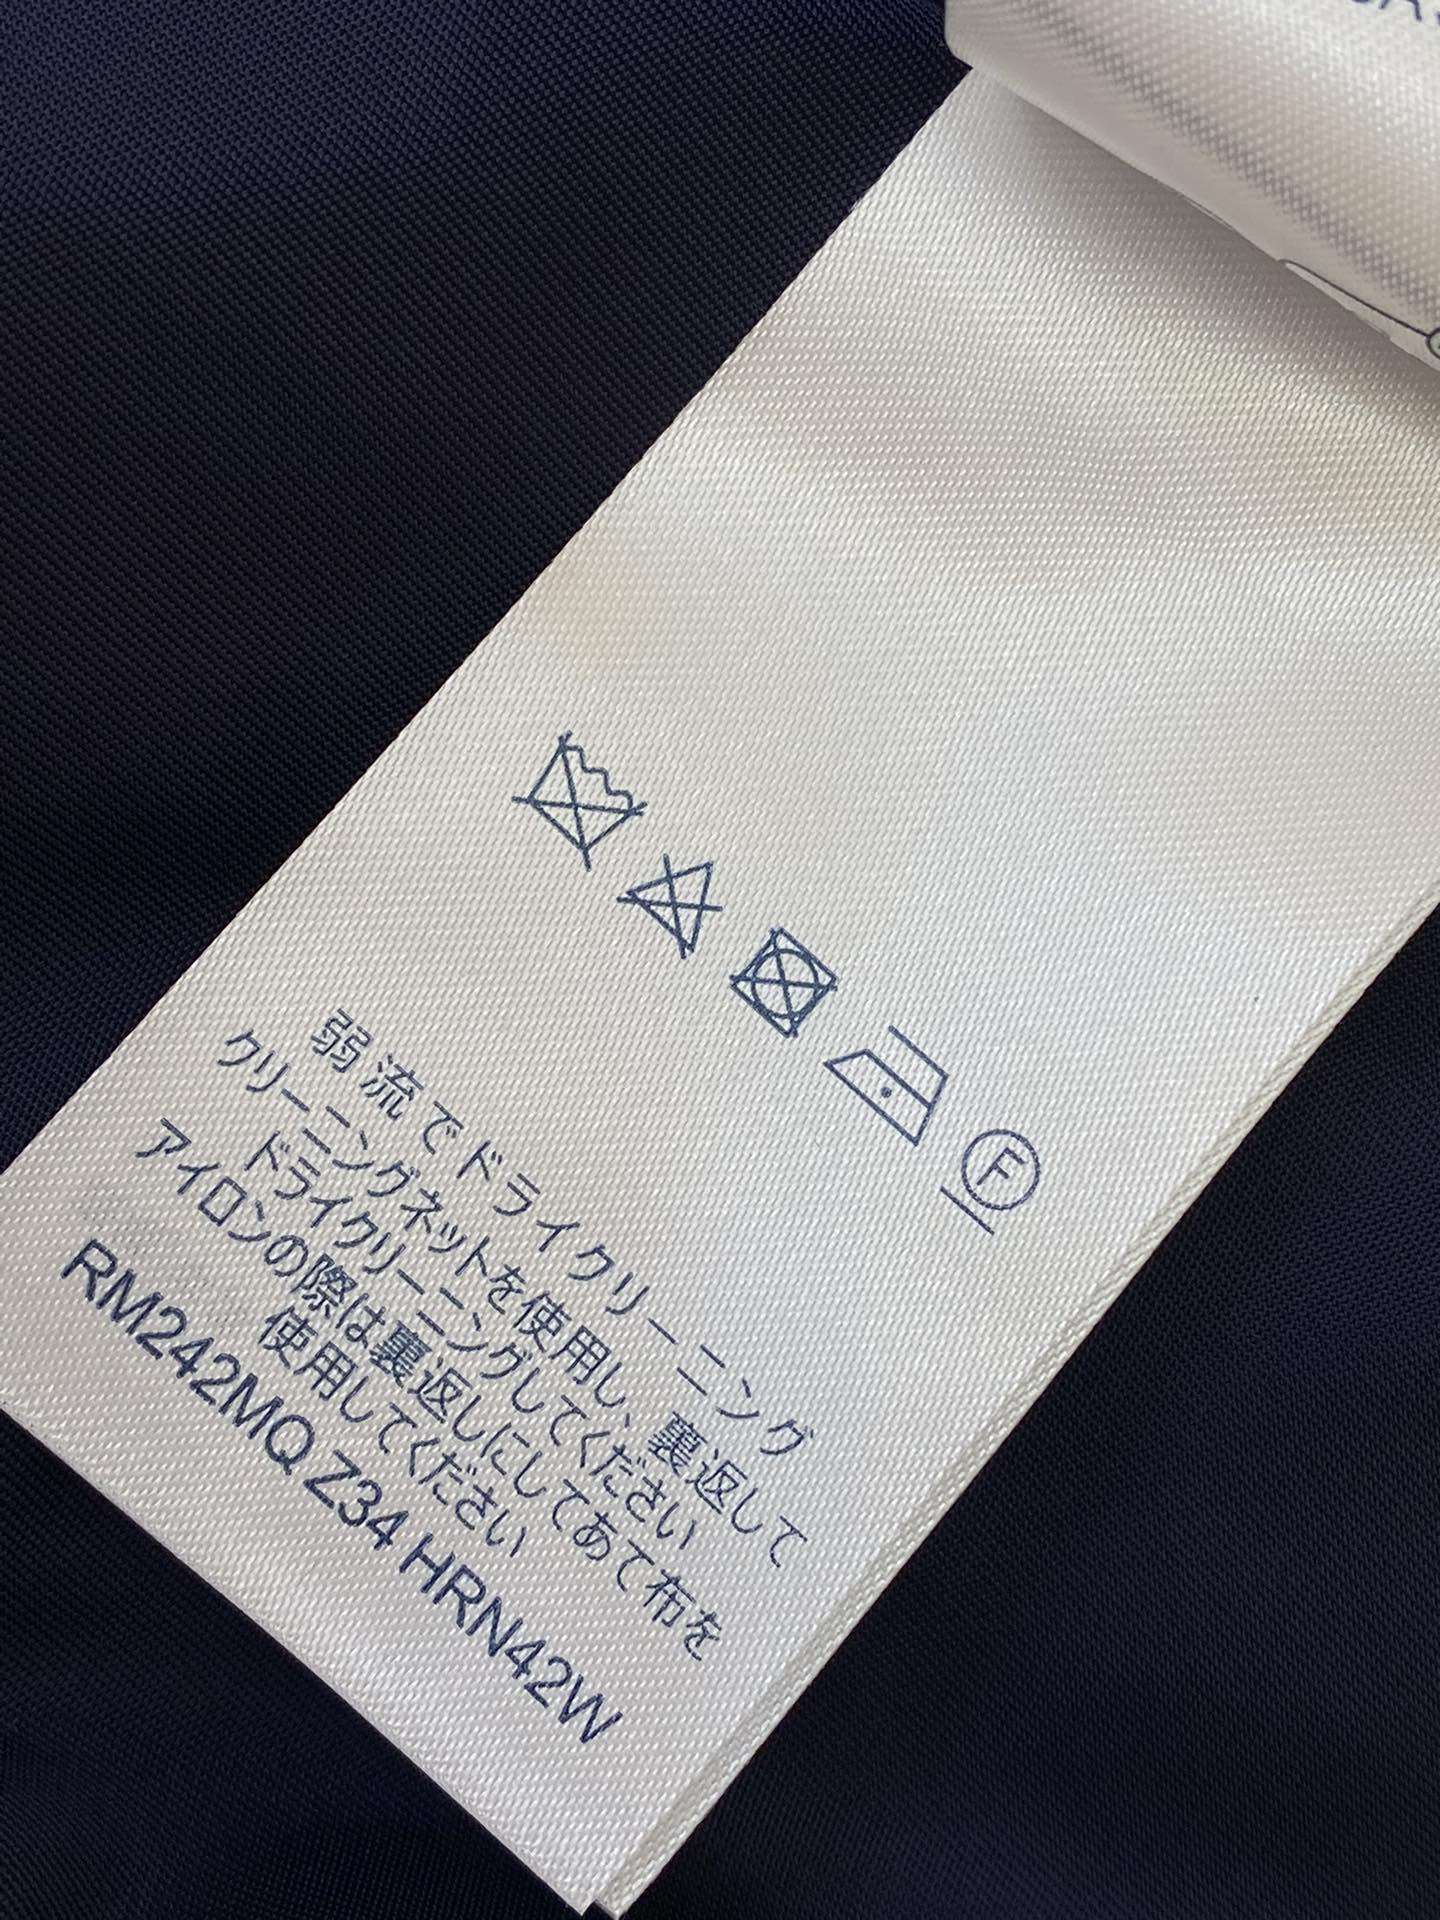 F
弱流でドライクリーニング
クリーニングネットを使用し、裏返して
ドライクリーニングしてください
アイロンの際は裏返しにしてあて布を
使用してください
RM242MQ Z34 HRN42W